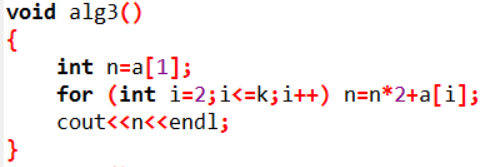 void alg3()
{
int n=a[1];
for (int i=2;i<=k;i++) n=n*2+a[i];
cout<<n<<endl;
}